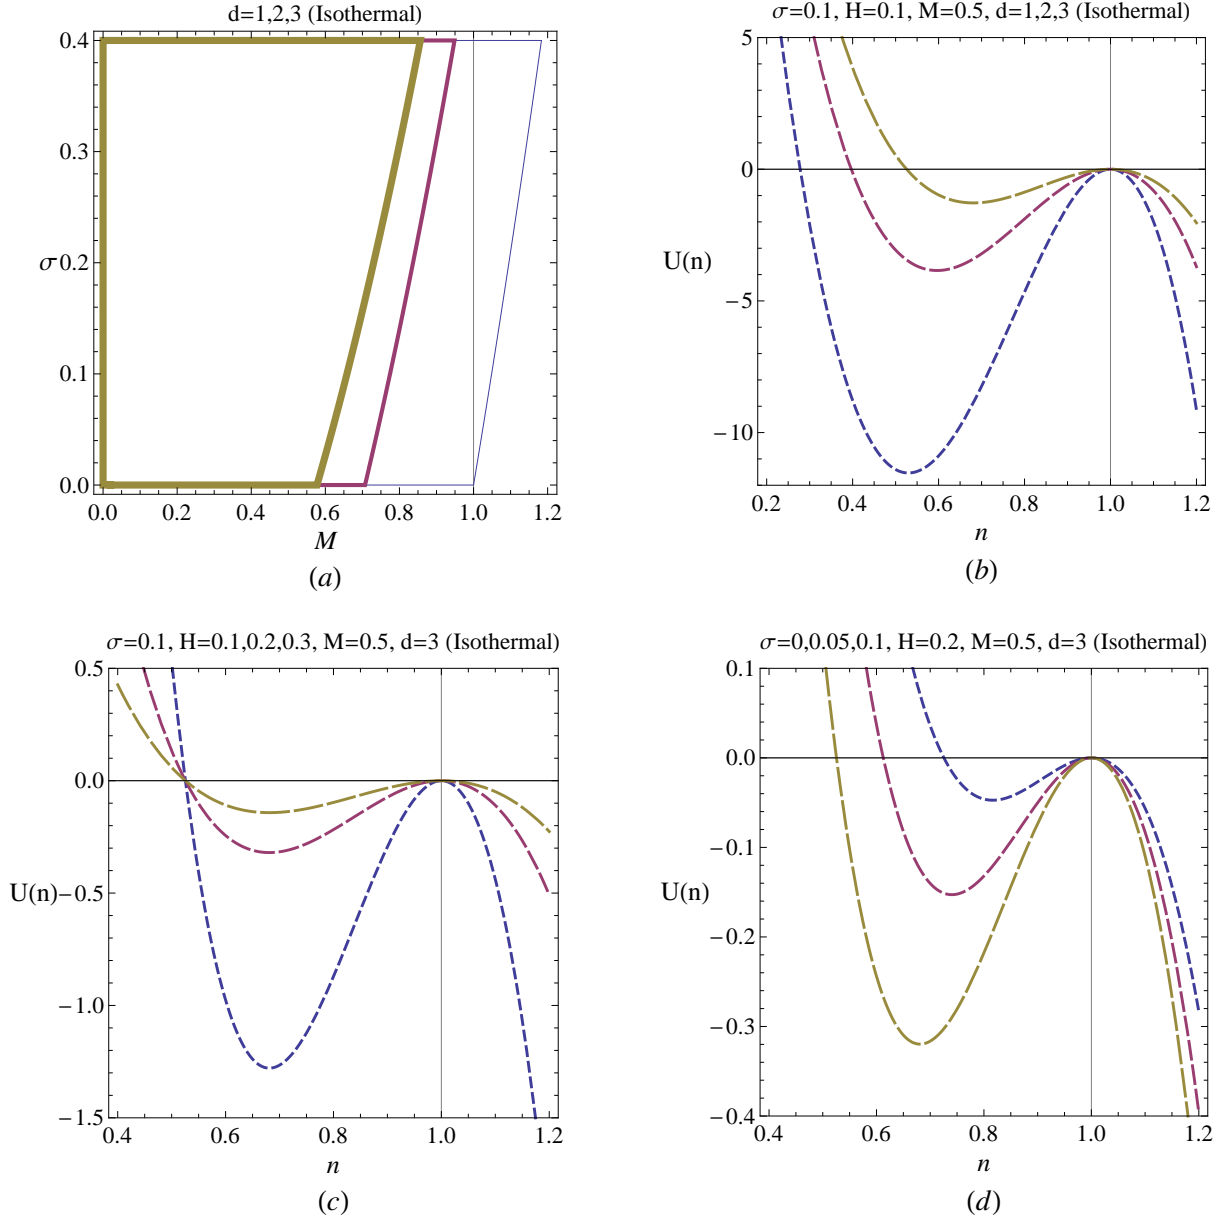 d=1,2,3 (Isothermal)
0.4
0.3
σ
0.2
0.1
0.0
0.0 0.2 0.4 0.6 0.8 1.0 1.2
M
(a)
σ=0.1, H=0.1, M=0.5, d=1,2,3 (Isothermal)
5
0
U(n)
−5
−10
0.2 0.4 0.6 0.8 1.0 1.2
n
(b)
σ=0.1, H=0.1,0.2,0.3, M=0.5, d=3 (Isothermal)
0.5
0.0
U(n)
−0.5
−1.0
−1.5
0.4 0.6 0.8 1.0 1.2
n
(c)
σ=0,0.05,0.1, H=0.2, M=0.5, d=3 (Isothermal)
0.1
0.0
−0.1
U(n)
−0.2
−0.3
−0.4
0.4 0.6 0.8 1.0 1.2
n
(d)